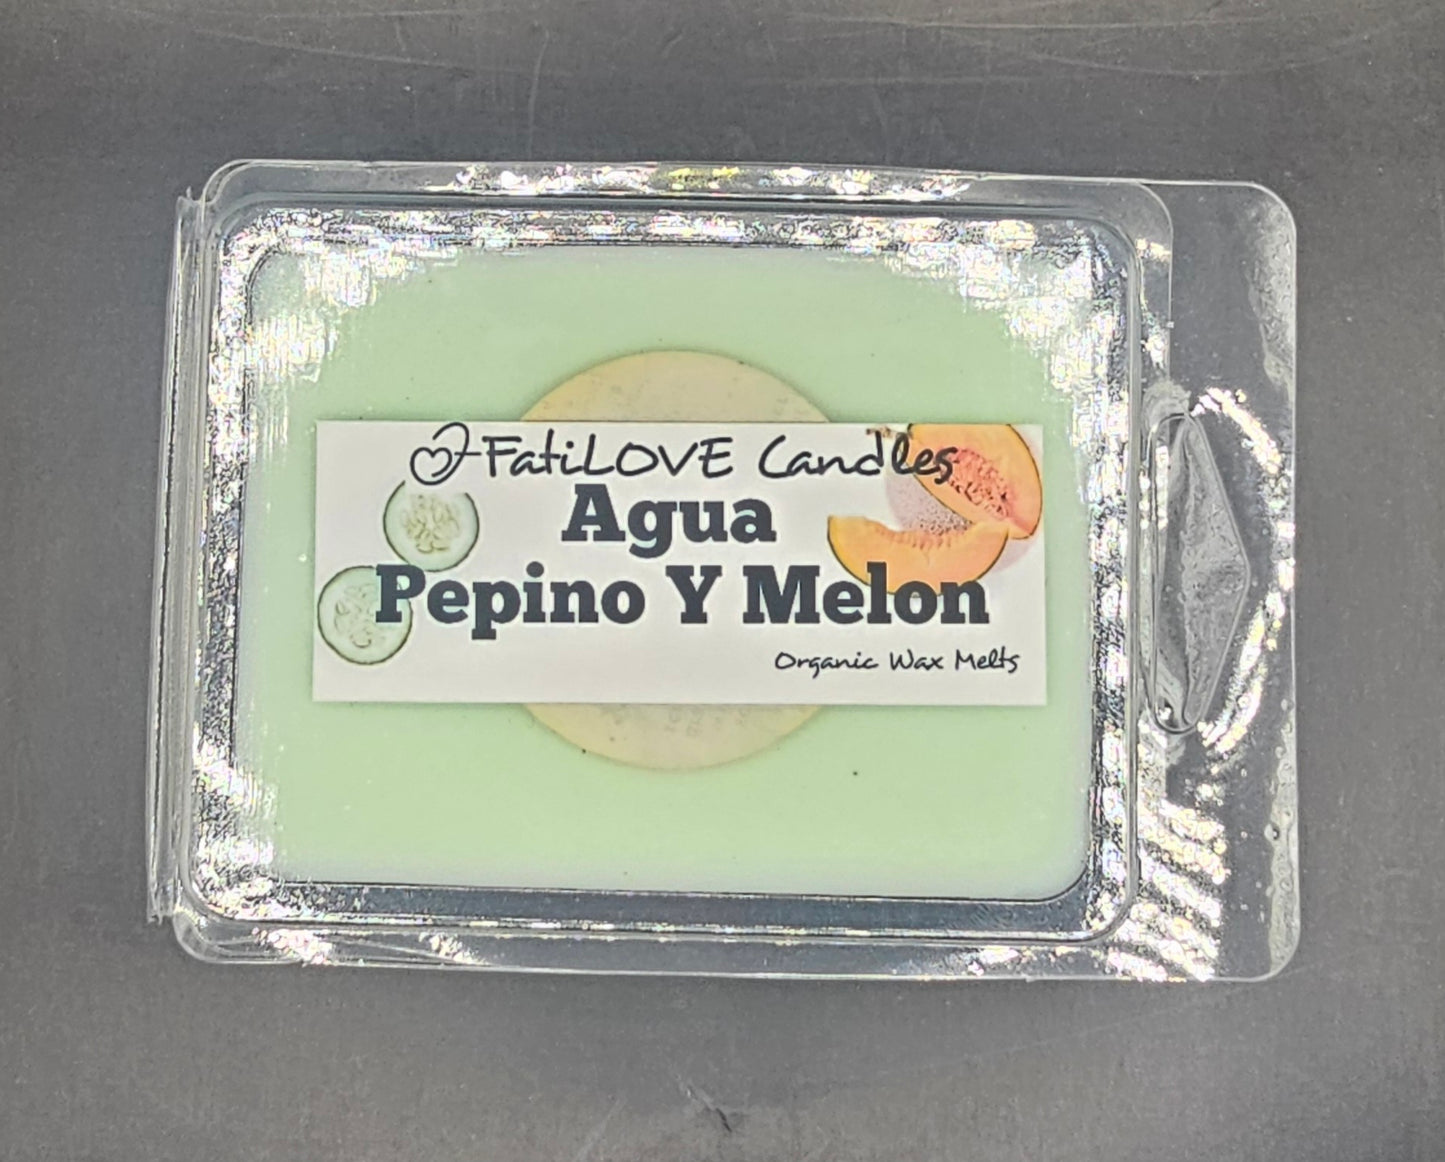 FatiLOVE Candles
Agua
Pepino Y Melon
Organic Wax Melts